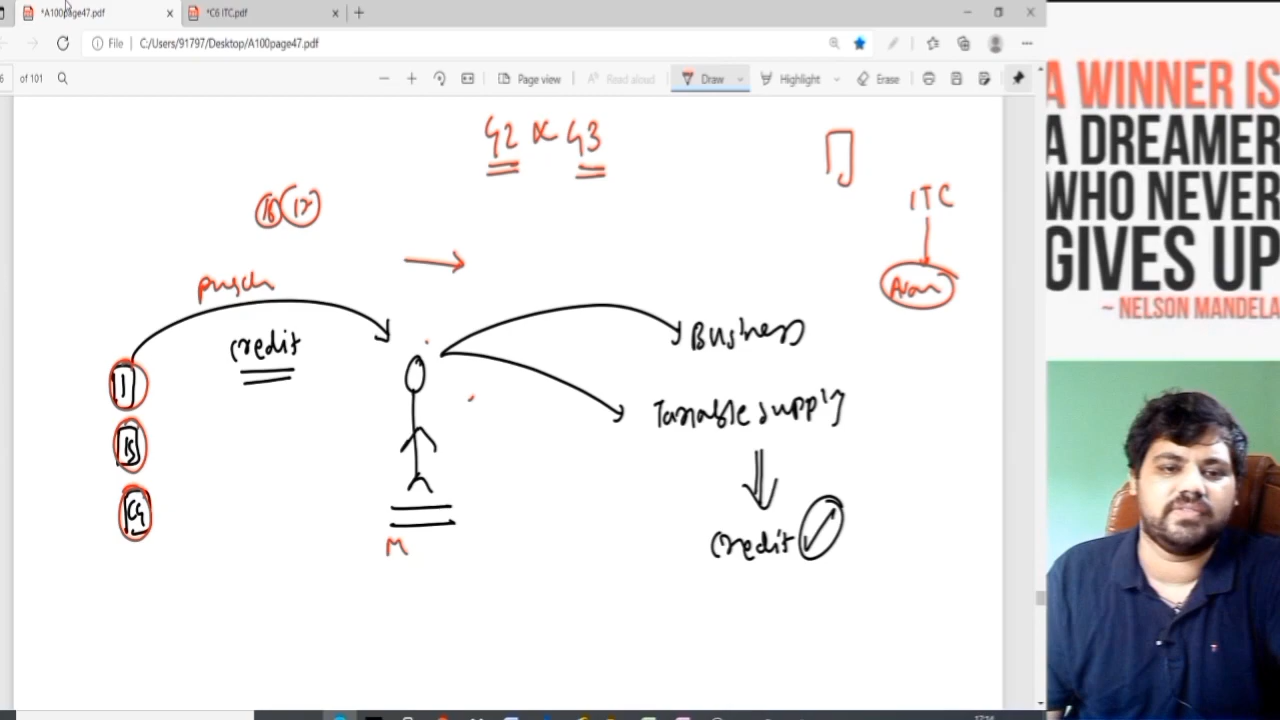 *A100page47.pdf
*C6 ITC.pdf
File C:/Users/91797/Desktop/A100page47.pdf
of 101
Page view
Read aloud
Draw
Highlight
Erase
42 & 43
16 17
ITC
purch
credit
I
IS
CG
M
Business
Taxable supply
credit
A WINNER IS
A DREAMER
WHO NEVER
GIVES UP
~ NELSON MANDELA